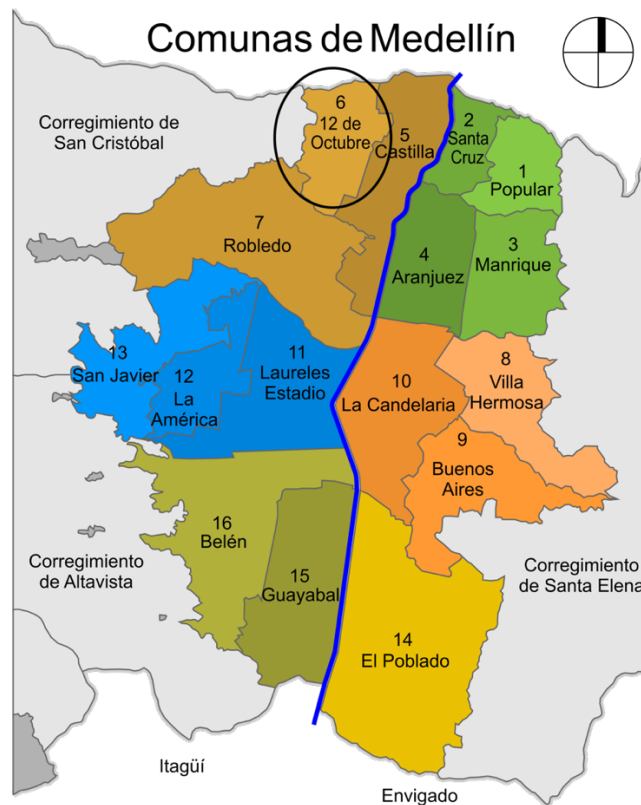 Comunas de Medellín
Corregimiento de
San Cristóbal
6
12 de
Octubre
5
Castilla
2
Santa
Cruz
1
Popular
7
Robledo
4
Aranjuez
3
Manrique
13
San Javier
12
La
América
11
Laureles
Estadio
10
La Candelaria
8
Villa
Hermosa
9
Buenos
Aires
16
Belén
15
Guayabal
14
El Poblado
Corregimiento
de Altavista
Corregimiento
de Santa Elena
Itagüí
Envigado